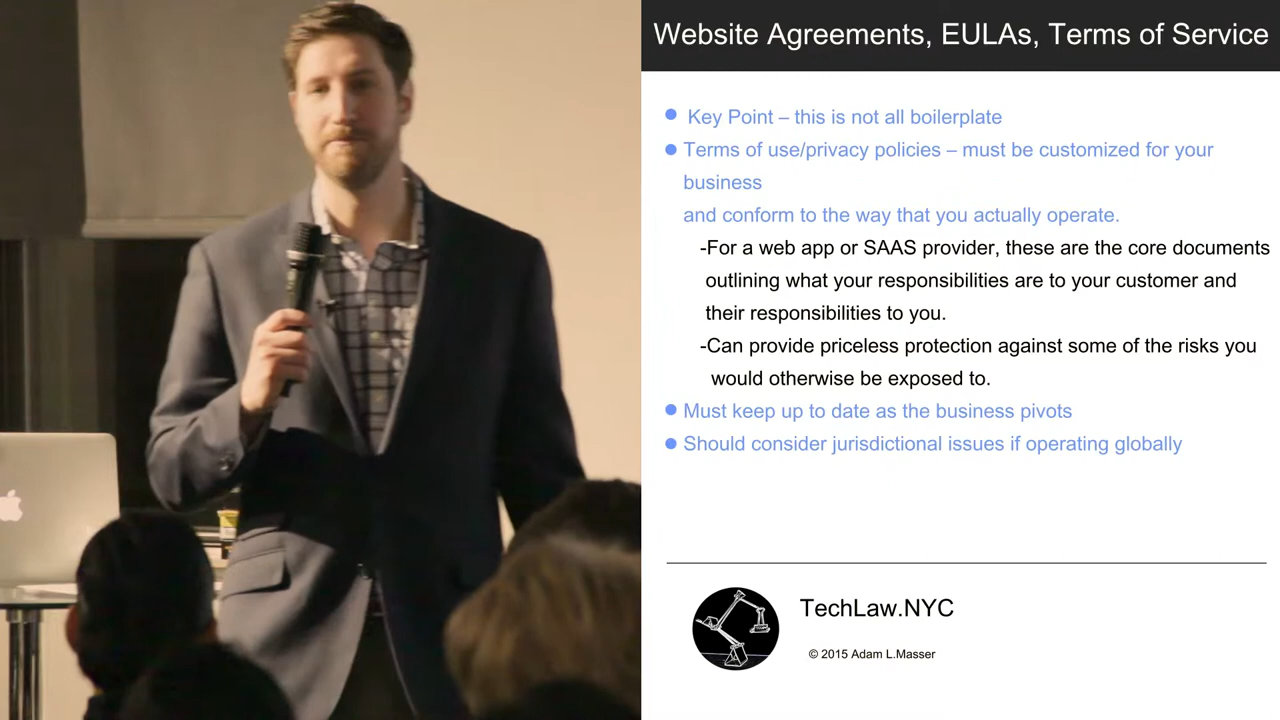 Website Agreements, EULAs, Terms of Service
● Key Point – this is not all boilerplate
● Terms of use/privacy policies – must be customized for your
business
and conform to the way that you actually operate.
-For a web app or SAAS provider, these are the core documents
outlining what your responsibilities are to your customer and
their responsibilities to you.
-Can provide priceless protection against some of the risks you
would otherwise be exposed to.
● Must keep up to date as the business pivots
● Should consider jurisdictional issues if operating globally
TechLaw.NYC
© 2015 Adam L.Masser